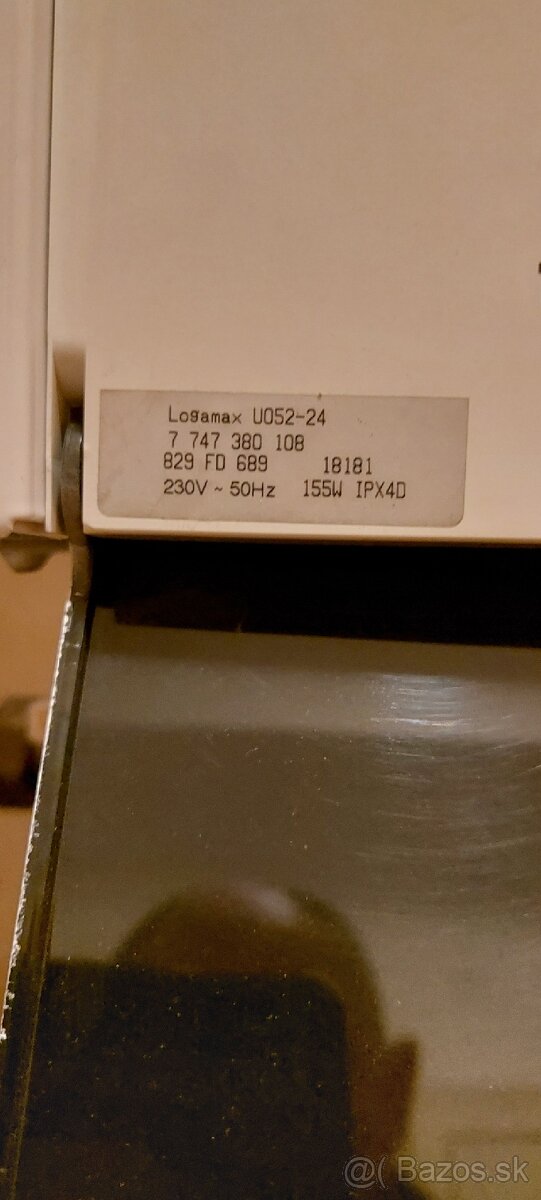 Logamax U052-24
7 747 380 108
829 FD 689 18181
230V ~ 50Hz 155W IPX4D
@( Bazos.sk